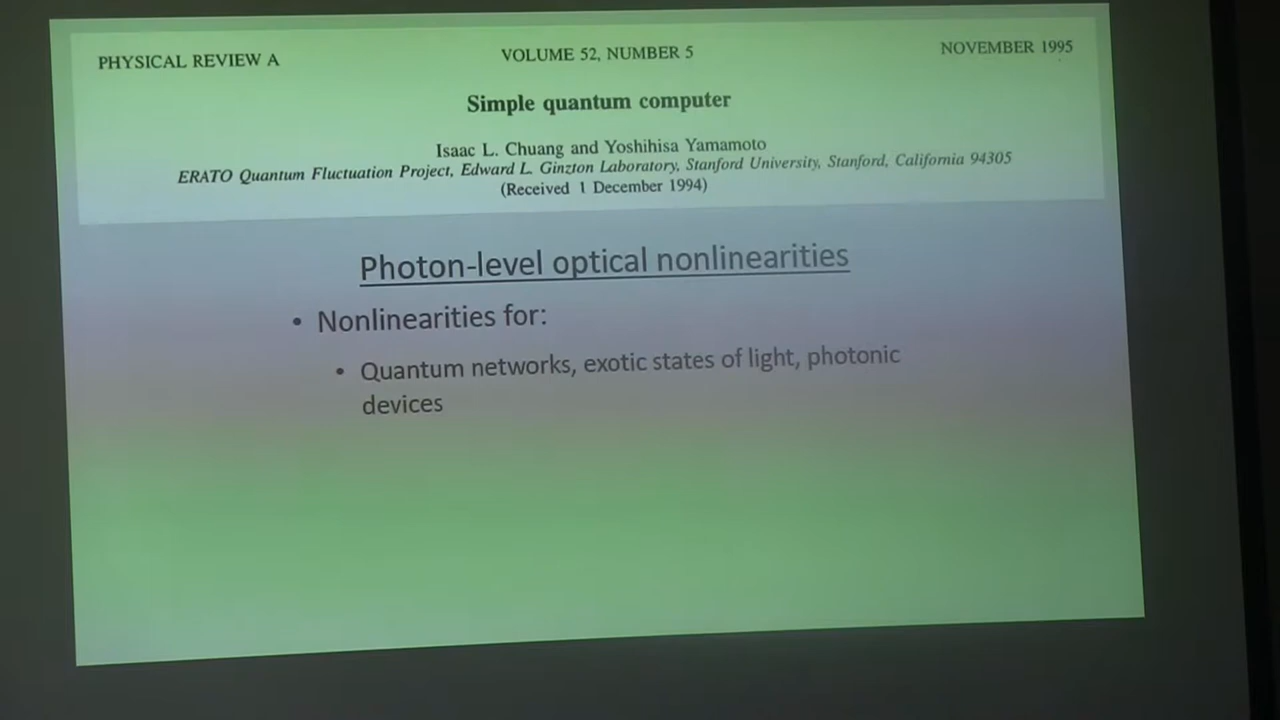 PHYSICAL REVIEW A VOLUME 52, NUMBER 5 NOVEMBER 1995
Simple quantum computer
Isaac L. Chuang and Yoshihisa Yamamoto
ERATO Quantum Fluctuation Project, Edward L. Ginzton Laboratory, Stanford University, Stanford, California 94305
(Received 1 December 1994)
Photon-level optical nonlinearities
• Nonlinearities for:
• Quantum networks, exotic states of light, photonic
devices